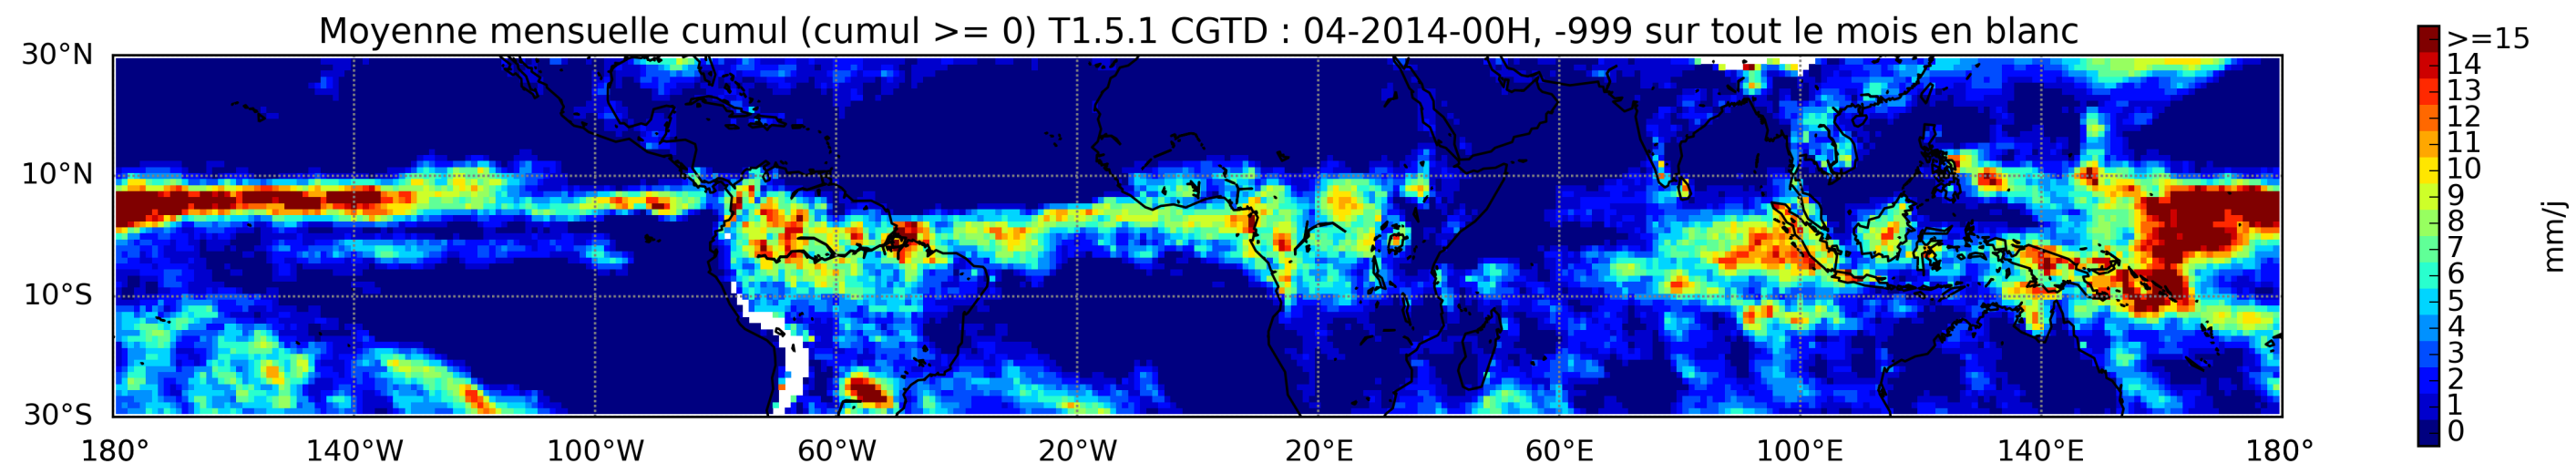 Moyenne mensuelle cumul (cumul >= 0) T1.5.1 CGTD : 04-2014-00H, -999 sur tout le mois en blanc
30°N
10°N
10°S
30°S
180°
140°W
100°W
60°W
20°W
20°E
60°E
100°E
140°E
180°
>=15
14
13
12
11
10
9
8
7
6
5
4
3
2
1
0
mm/j